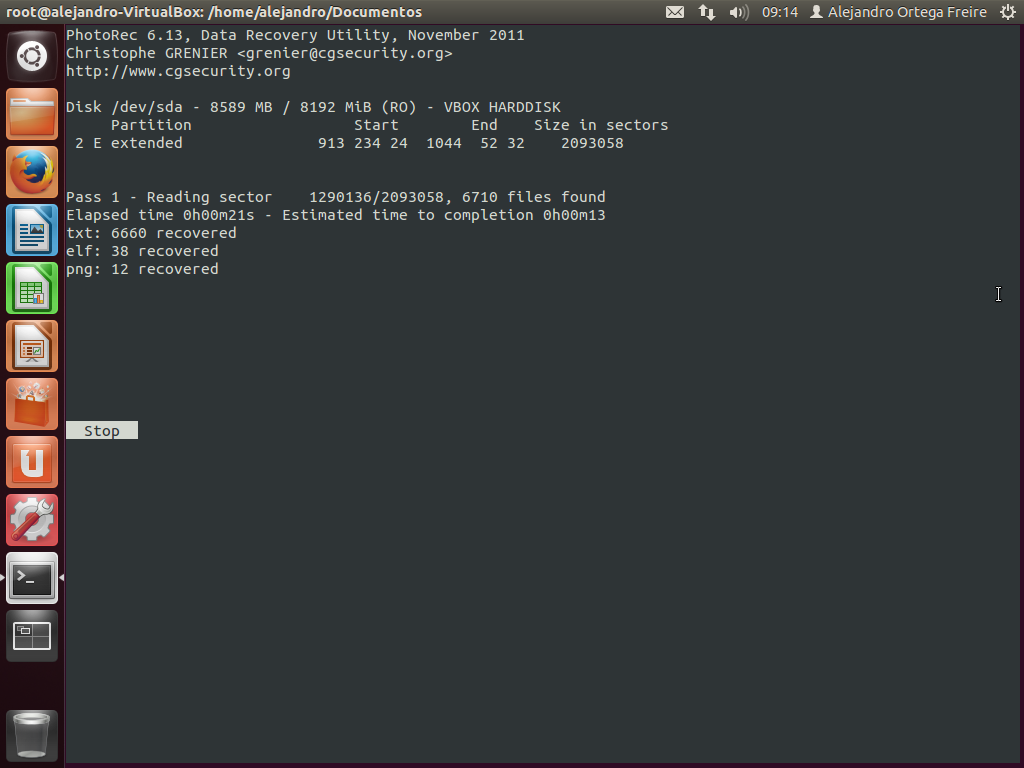 root@alejandro-VirtualBox: /home/alejandro/Documentos
09:14 Alejandro Ortega Freire
PhotoRec 6.13, Data Recovery Utility, November 2011
Christophe GRENIER <grenier@cgsecurity.org>
http://www.cgsecurity.org
Disk /dev/sda - 8589 MB / 8192 MiB (RO) - VBOX HARDDISK
Partition Start End Size in sectors
2 E extended 913 234 24 1044 52 32 2093058
Pass 1 - Reading sector 1290136/2093058, 6710 files found
Elapsed time 0h00m21s - Estimated time to completion 0h00m13
txt: 6660 recovered
elf: 38 recovered
png: 12 recovered
Stop